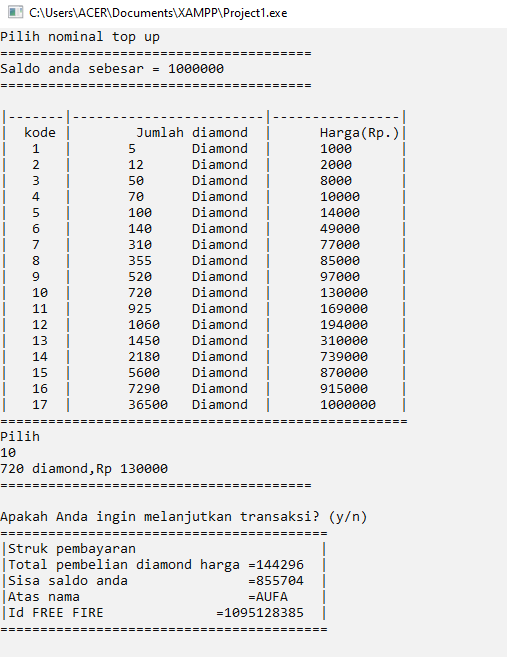 C:\Users\ACER\Documents\XAMPP\Project1.exe
Pilih nominal top up
=======================================
Saldo anda sebesar = 1000000
=======================================
|-------|------------------------|----------------|
| kode | Jumlah diamond | Harga(Rp.)|
| 1 | 5 Diamond | 1000 |
| 2 | 12 Diamond | 2000 |
| 3 | 50 Diamond | 8000 |
| 4 | 70 Diamond | 10000 |
| 5 | 100 Diamond | 14000 |
| 6 | 140 Diamond | 49000 |
| 7 | 310 Diamond | 77000 |
| 8 | 355 Diamond | 85000 |
| 9 | 520 Diamond | 97000 |
| 10 | 720 Diamond | 130000 |
| 11 | 925 Diamond | 169000 |
| 12 | 1060 Diamond | 194000 |
| 13 | 1450 Diamond | 310000 |
| 14 | 2180 Diamond | 739000 |
| 15 | 5600 Diamond | 870000 |
| 16 | 7290 Diamond | 915000 |
| 17 | 36500 Diamond | 1000000 |
===================================================
Pilih
10
720 diamond,Rp 130000
=======================================
Apakah Anda ingin melanjutkan transaksi? (y/n)
=========================================
|Struk pembayaran |
|Total pembelian diamond harga =144296 |
|Sisa saldo anda =855704 |
|Atas nama =AUFA |
|Id FREE FIRE =1095128385 |
=========================================